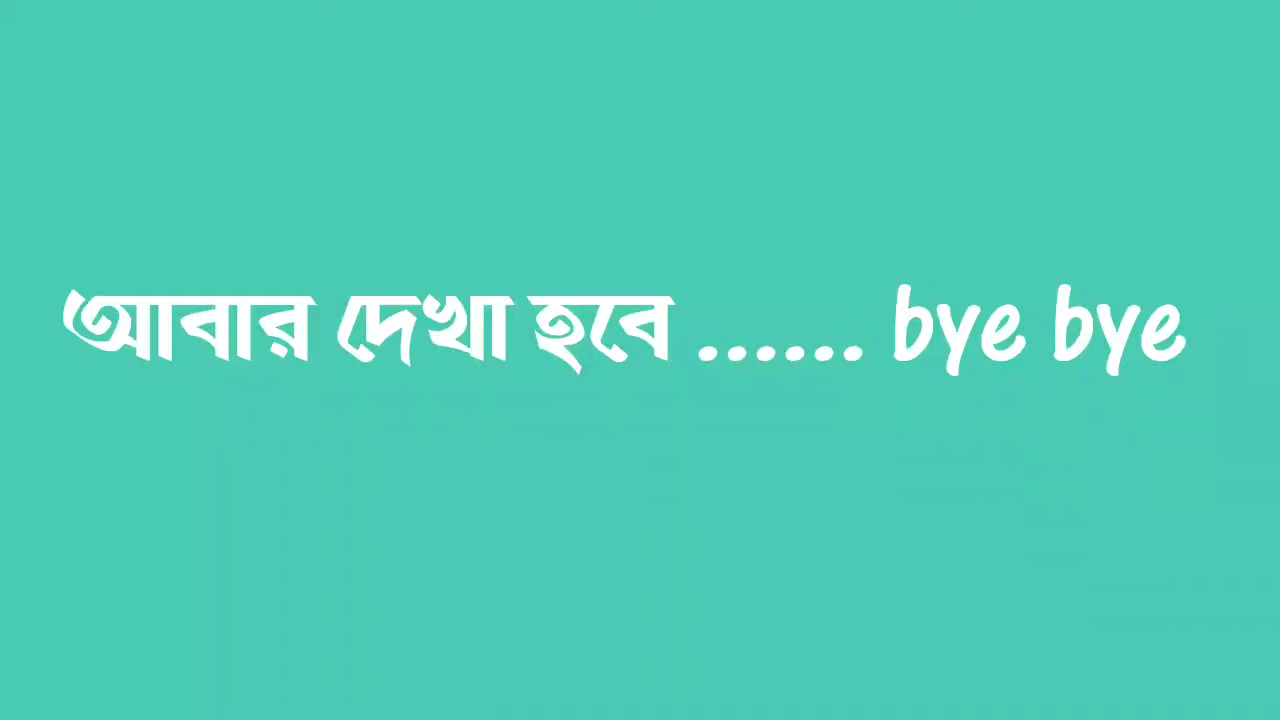 আবার দেখা হবে ...... bye bye